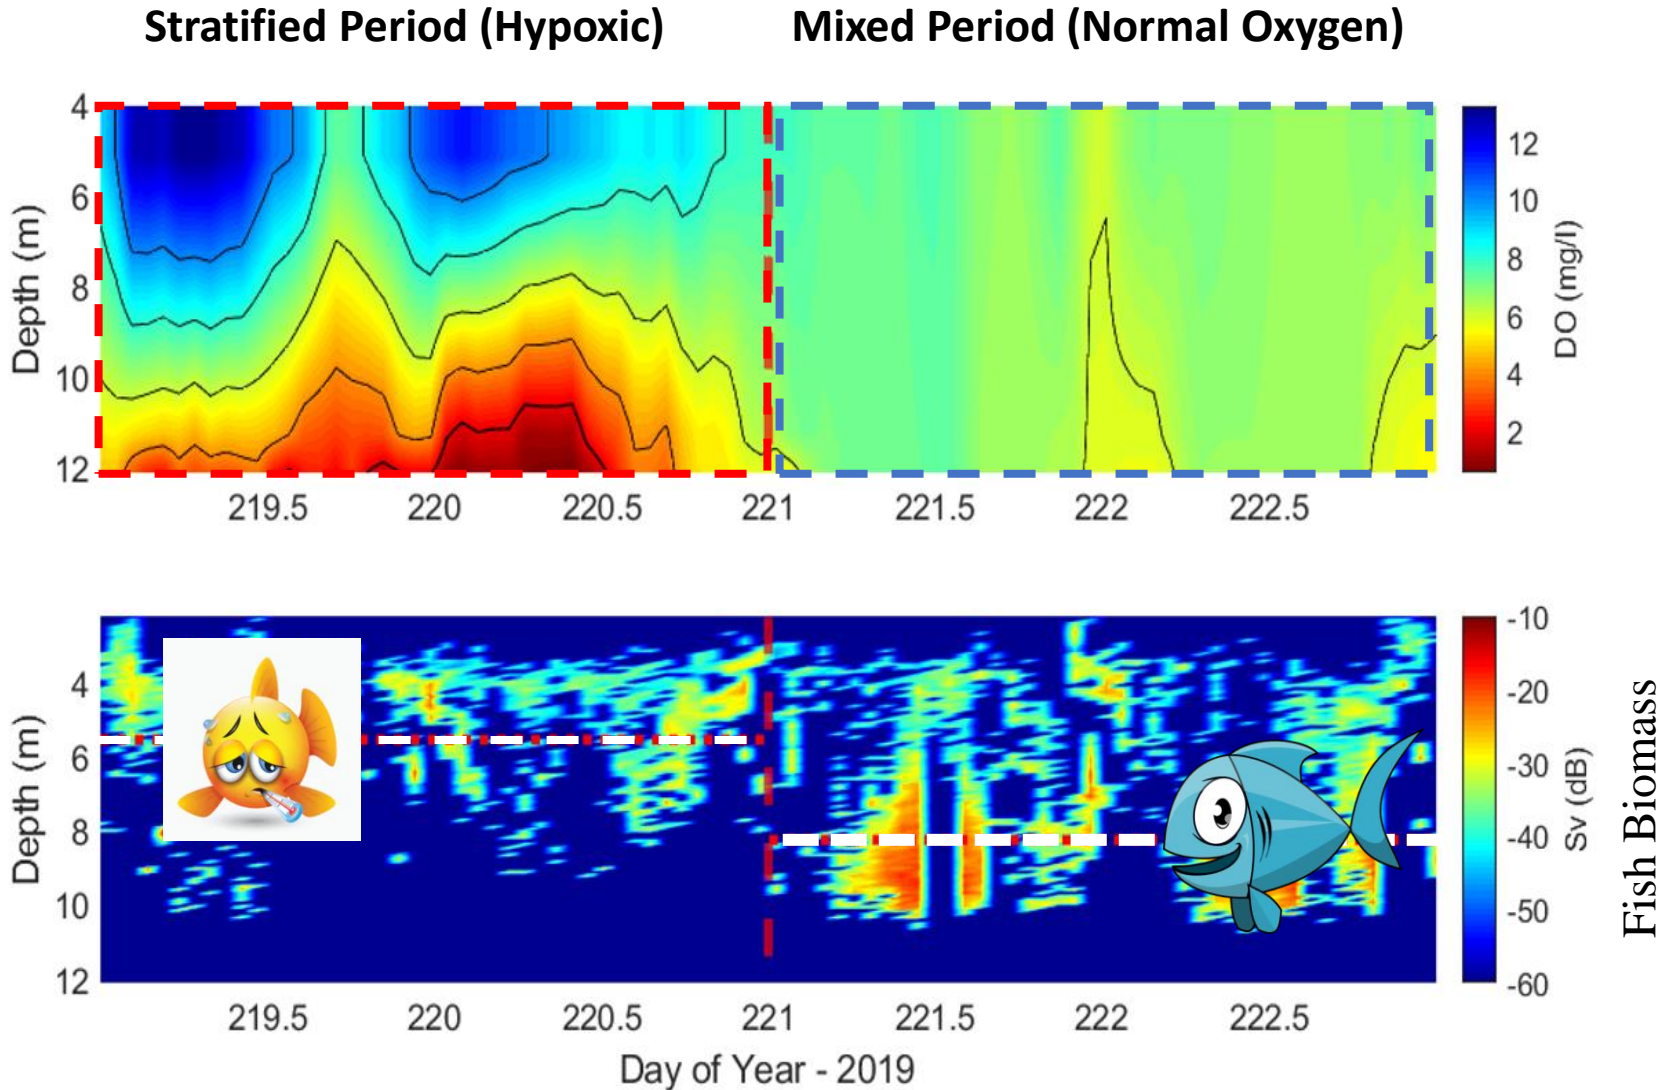 Stratified Period (Hypoxic)
Mixed Period (Normal Oxygen)
Depth (m)
4
6
8
10
12
219.5 220 220.5 221 221.5 222 222.5
12
10
8
6
4
2
DO (mg/l)
Depth (m)
4
6
8
10
12
219.5 220 220.5 221 221.5 222 222.5
Day of Year - 2019
-10
-20
-30
-40
-50
-60
Sv (dB)
Fish Biomass